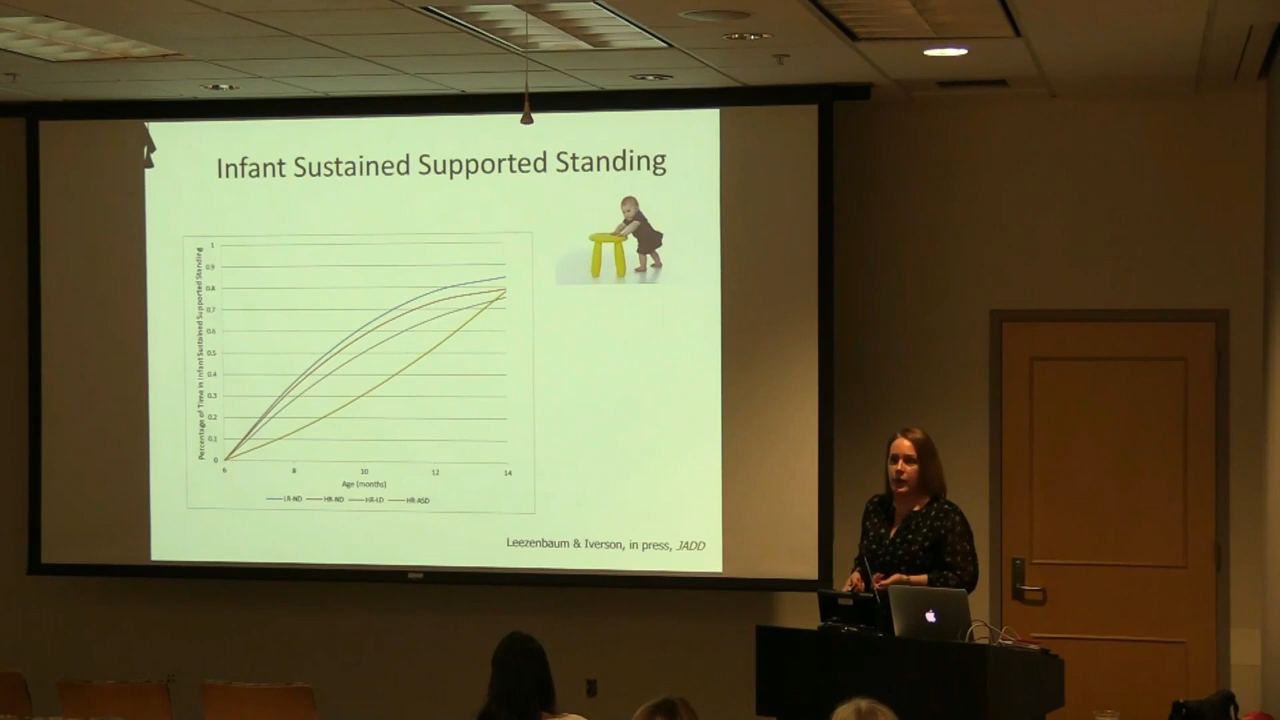 Infant Sustained Supported Standing
Percentage of Time in Infant Sustained Supported Standing
1
0.9
0.8
0.7
0.6
0.5
0.4
0.3
0.2
0.1
0
6 8 10 12 14
Age (months)
LR-ND HR-ND HR-LD HR-ASD
Leezenbaum & Iverson, in press, JADD